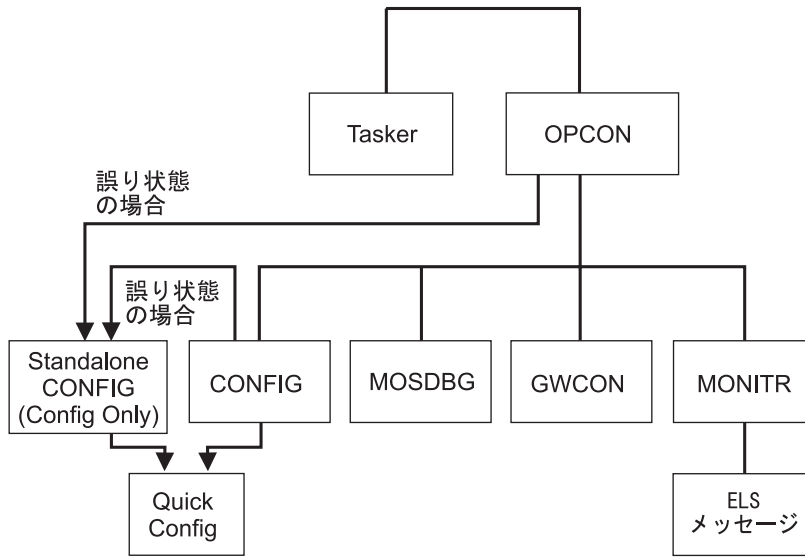 Tasker
OPCON
誤り状態
の場合
誤り状態
の場合
Standalone
CONFIG
(Config Only)
CONFIG
MOSDBG
GWCON
MONITR
Quick
Config
ELS
メッセージ